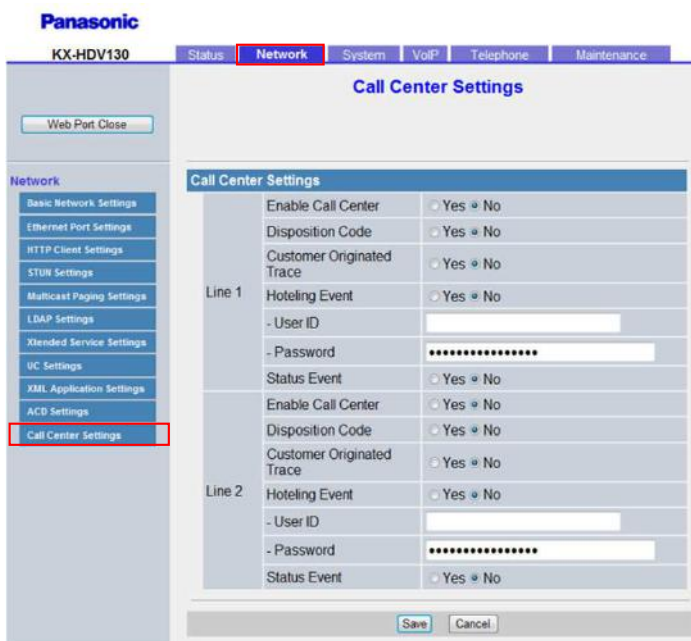 Panasonic
KX-HDV130
Status Network System VoIP Telephone Maintenance
Call Center Settings
Web Port Close
Network
Basic Network Settings
Ethernet Port Settings
HTTP Client Settings
STUN Settings
Multicast Paging Settings
LDAP Settings
Xtended Service Settings
UC Settings
XML Application Settings
ACD Settings
Call Center Settings
Call Center Settings
Line 1
Enable Call Center Yes No
Disposition Code Yes No
Customer Originated
Trace Yes No
Hoteling Event Yes No
- User ID
- Password ••••••••••••••••
Status Event Yes No
Line 2
Enable Call Center Yes No
Disposition Code Yes No
Customer Originated
Trace Yes No
Hoteling Event Yes No
- User ID
- Password ••••••••••••••••
Status Event Yes No
Save Cancel